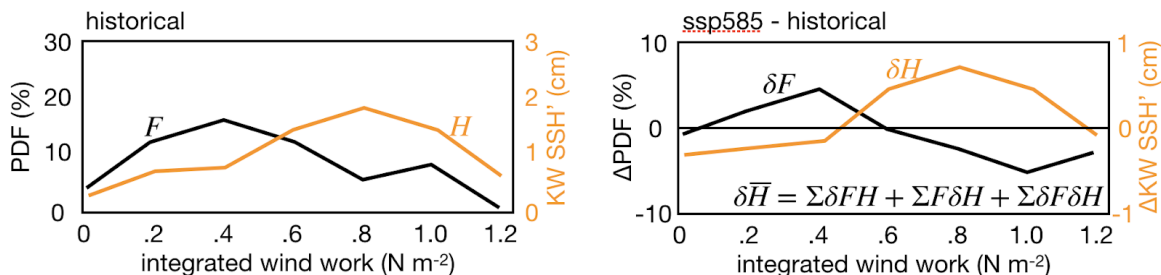 historical
30
20
10
0
PDF (%)
F
H
3
2
1
0
KW SSH' (cm)
0 .2 .4 .6 .8 1.0 1.2
integrated wind work (N m⁻²)
ssp585 - historical
10
0
-10
ΔPDF (%)
δF
δH
1
0
-1
ΔKW SSH' (cm)
δH̅ = ΣδFH + ΣFδH + ΣδFδH
0 .2 .4 .6 .8 1.0 1.2
integrated wind work (N m⁻²)